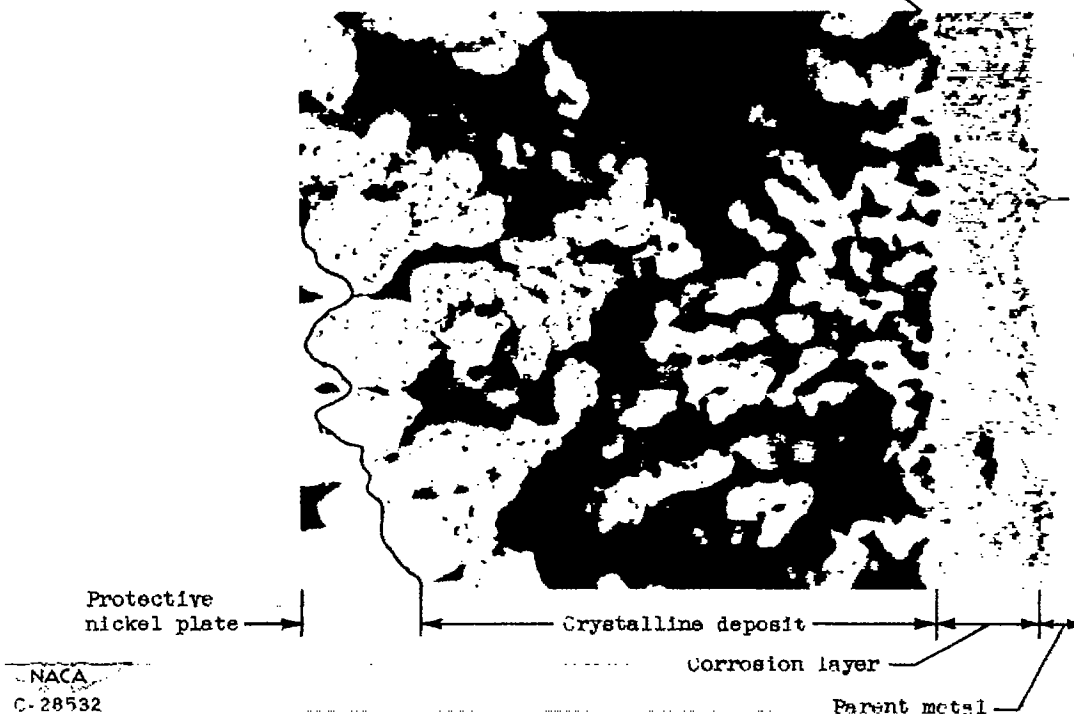 Protective
nickel plate
Crystalline deposit
Corrosion layer
Parent metal
NACA
C-28532